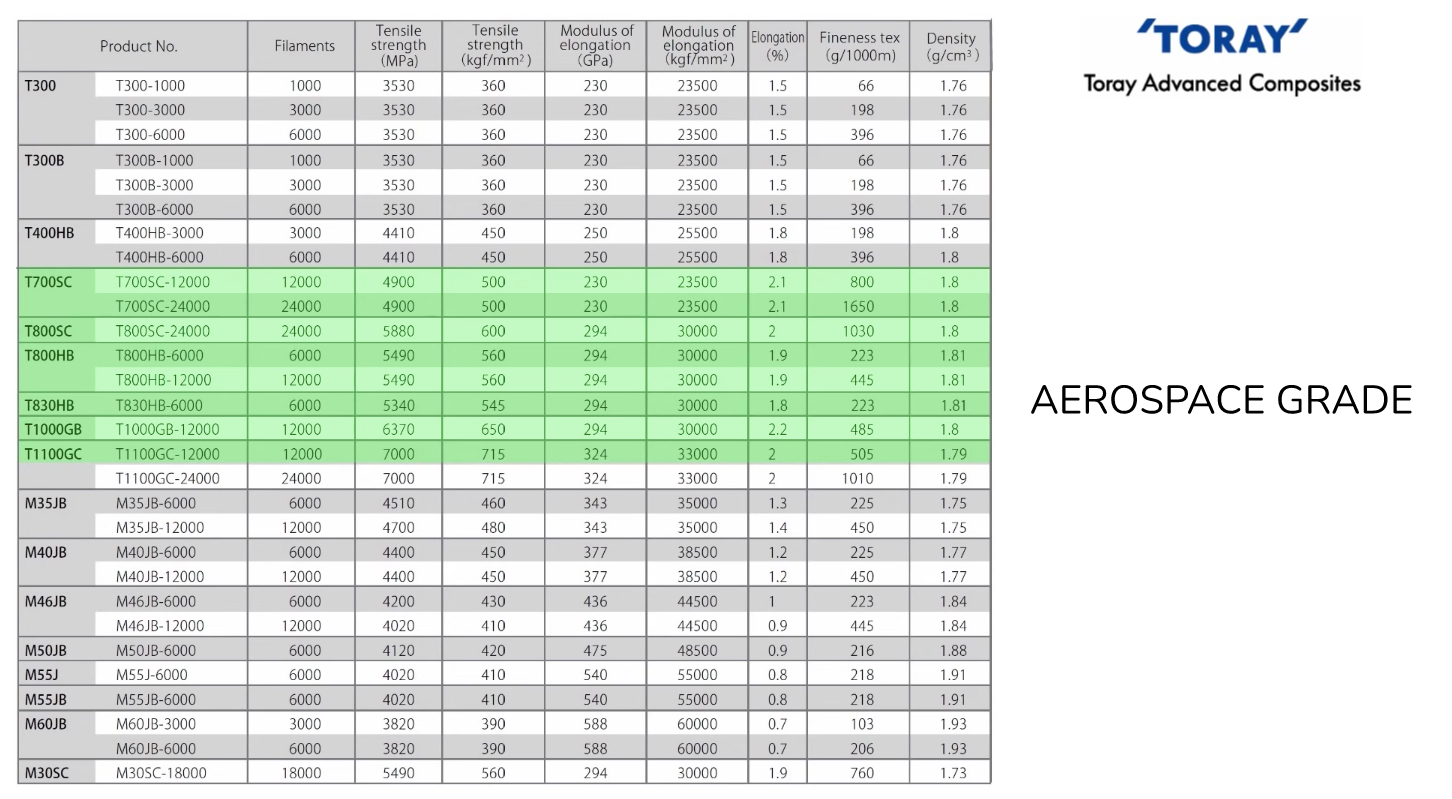 Product No. Filaments Tensile strength (MPa) Tensile strength (kgf/mm²) Modulus of elongation (GPa) Modulus of elongation (kgf/mm²) Elongation (%) Fineness tex (g/1000m) Density (g/cm³)
T300 T300-1000 1000 3530 360 230 23500 1.5 66 1.76
T300-3000 3000 3530 360 230 23500 1.5 198 1.76
T300-6000 6000 3530 360 230 23500 1.5 396 1.76
T300B T300B-1000 1000 3530 360 230 23500 1.5 66 1.76
T300B-3000 3000 3530 360 230 23500 1.5 198 1.76
T300B-6000 6000 3530 360 230 23500 1.5 396 1.76
T400HB T400HB-3000 3000 4410 450 250 25500 1.8 198 1.8
T400HB-6000 6000 4410 450 250 25500 1.8 396 1.8
T700SC T700SC-12000 12000 4900 500 230 23500 2.1 800 1.8
T700SC-24000 24000 4900 500 230 23500 2.1 1650 1.8
T800SC T800SC-24000 24000 5880 600 294 30000 2 1030 1.8
T800HB T800HB-6000 6000 5490 560 294 30000 1.9 223 1.81
T800HB-12000 12000 5490 560 294 30000 1.9 445 1.81
T830HB T830HB-6000 6000 5340 545 294 30000 1.8 223 1.81
T1000GB T1000GB-12000 12000 6370 650 294 30000 2.2 485 1.8
T1100GC T1100GC-12000 12000 7000 715 324 33000 2 505 1.79
T1100GC-24000 24000 7000 715 324 33000 2 1010 1.79
M35JB M35JB-6000 6000 4510 460 343 35000 1.3 225 1.75
M35JB-12000 12000 4700 480 343 35000 1.4 450 1.75
M40JB M40JB-6000 6000 4400 450 377 38500 1.2 225 1.77
M40JB-12000 12000 4400 450 377 38500 1.2 450 1.77
M46JB M46JB-6000 6000 4200 430 436 44500 1 223 1.84
M46JB-12000 12000 4020 410 436 44500 0.9 445 1.84
M50JB M50JB-6000 6000 4120 420 475 48500 0.9 216 1.88
M55J M55J-6000 6000 4020 410 540 55000 0.8 218 1.91
M55JB M55JB-6000 6000 4020 410 540 55000 0.8 218 1.91
M60JB M60JB-3000 3000 3820 390 588 60000 0.7 103 1.93
M60JB-6000 6000 3820 390 588 60000 0.7 206 1.93
M30SC M30SC-18000 18000 5490 560 294 30000 1.9 760 1.73
'TORAY'
Toray Advanced Composites
AEROSPACE GRADE